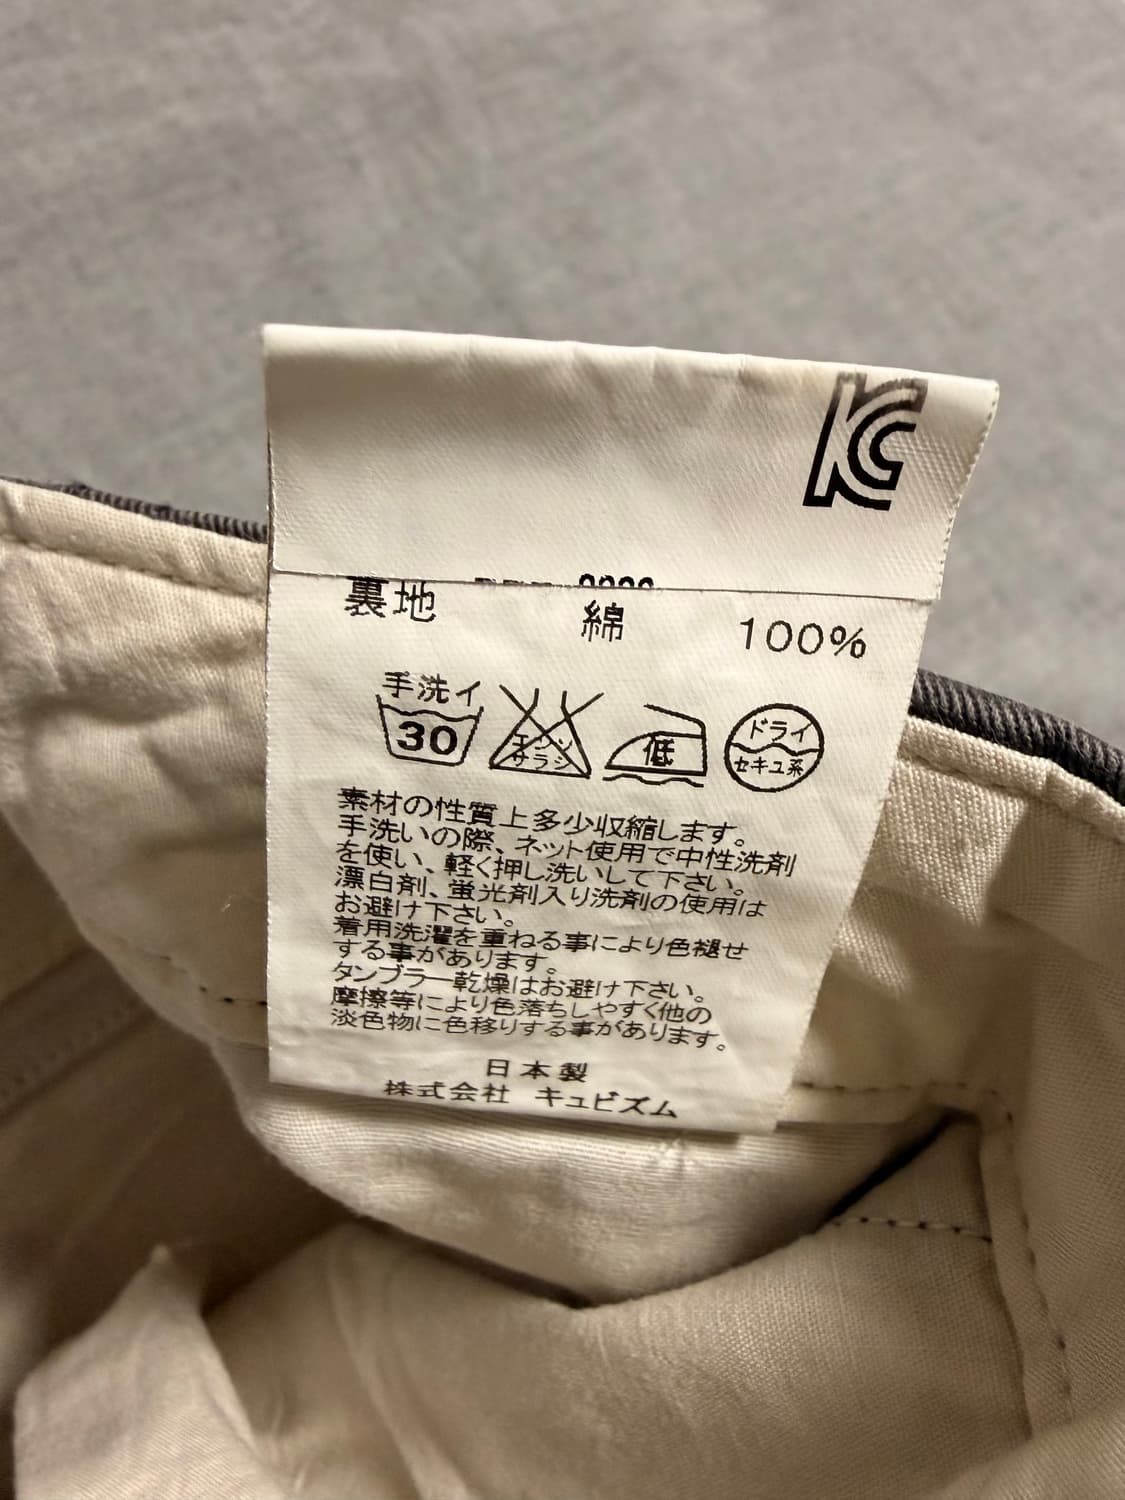 KC
裏地 綿 100%
手洗イ
30
エンソ
サラシ
低
ドライ
セキユ系
素材の性質上多少収縮します。
手洗いの際、ネット使用で中性洗剤
を使い、軽く押し洗いして下さい。
漂白剤、蛍光剤入り洗剤の使用は
お避け下さい。
着用洗濯を重ねる事により色褪せ
する事があります。
タンブラー乾燥はお避け下さい。
摩擦等により色落ちしやすく他の
淡色物に色移りする事があります。
日本製
株式会社 キュビズム